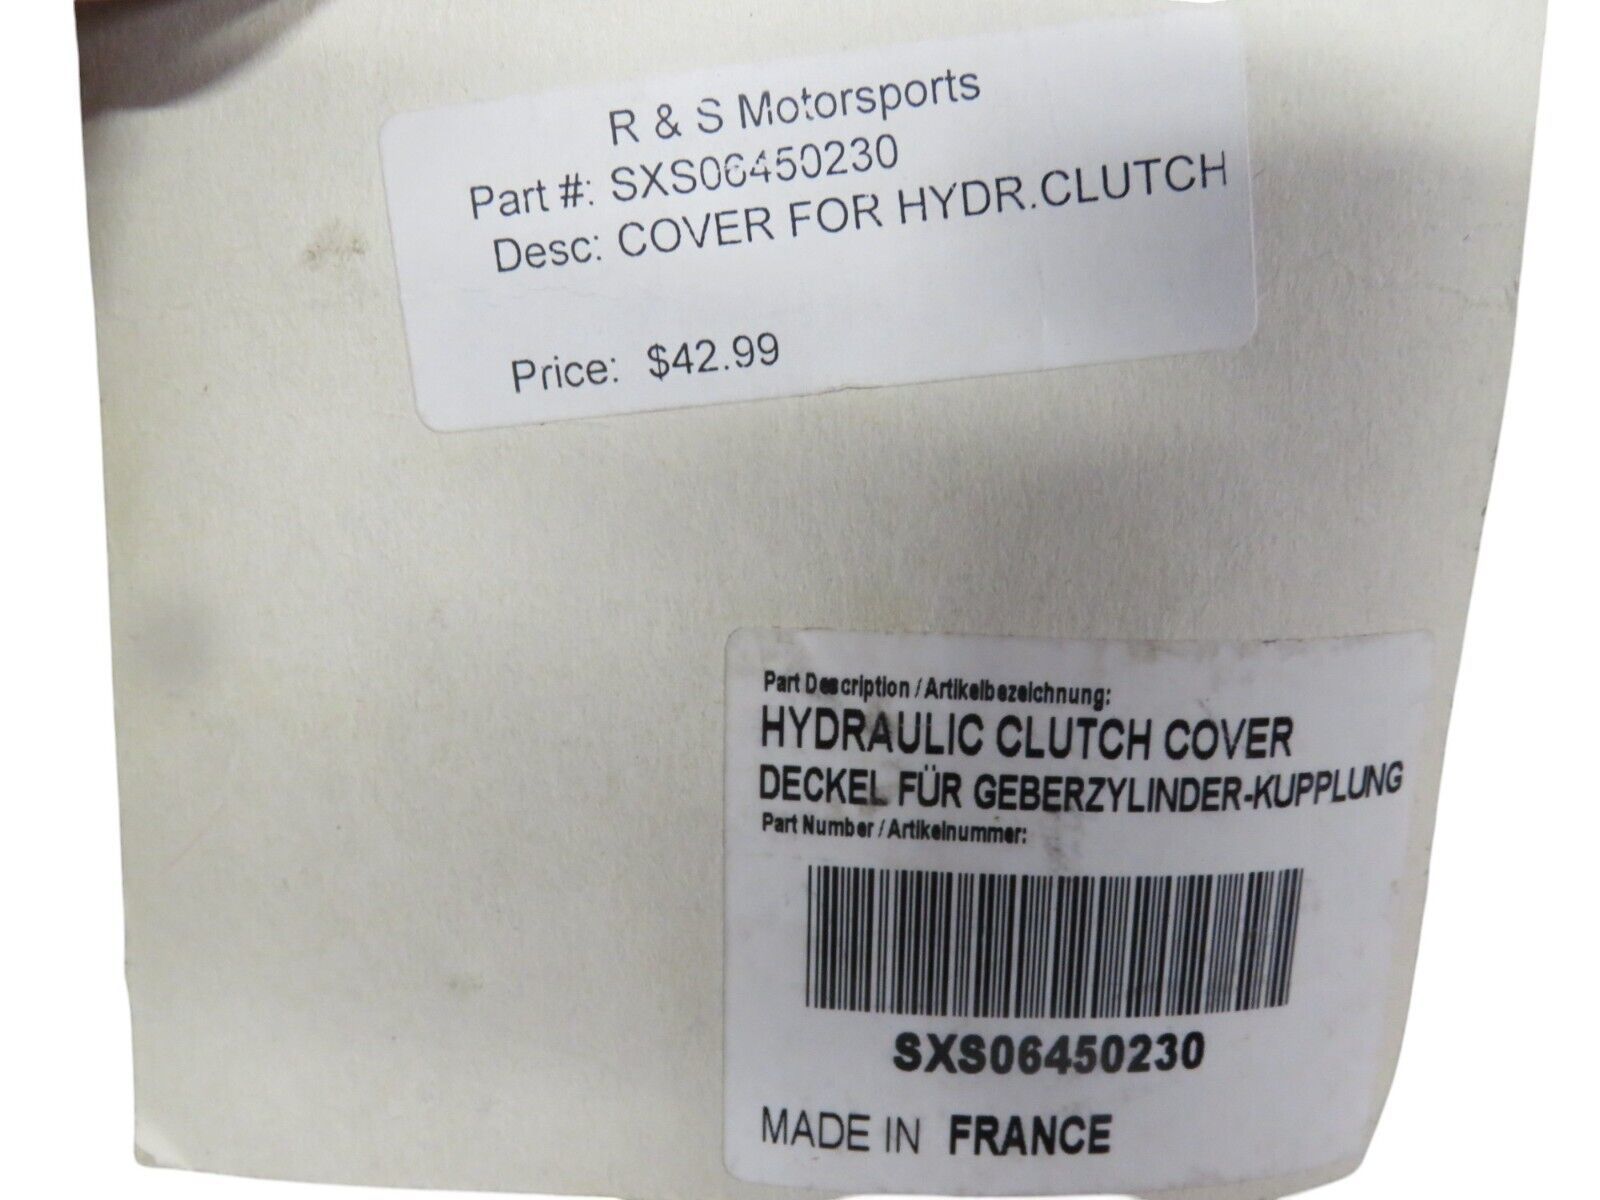 R & S Motorsports
Part #: SXS06450230
Desc: COVER FOR HYDR.CLUTCH
Price: $42.99
Part Description / Artikelbezeichnung:
HYDRAULIC CLUTCH COVER
DECKEL FÜR GEBERZYLINDER-KUPPLUNG
Part Number / Artikelnummer:
SXS06450230
MADE IN FRANCE